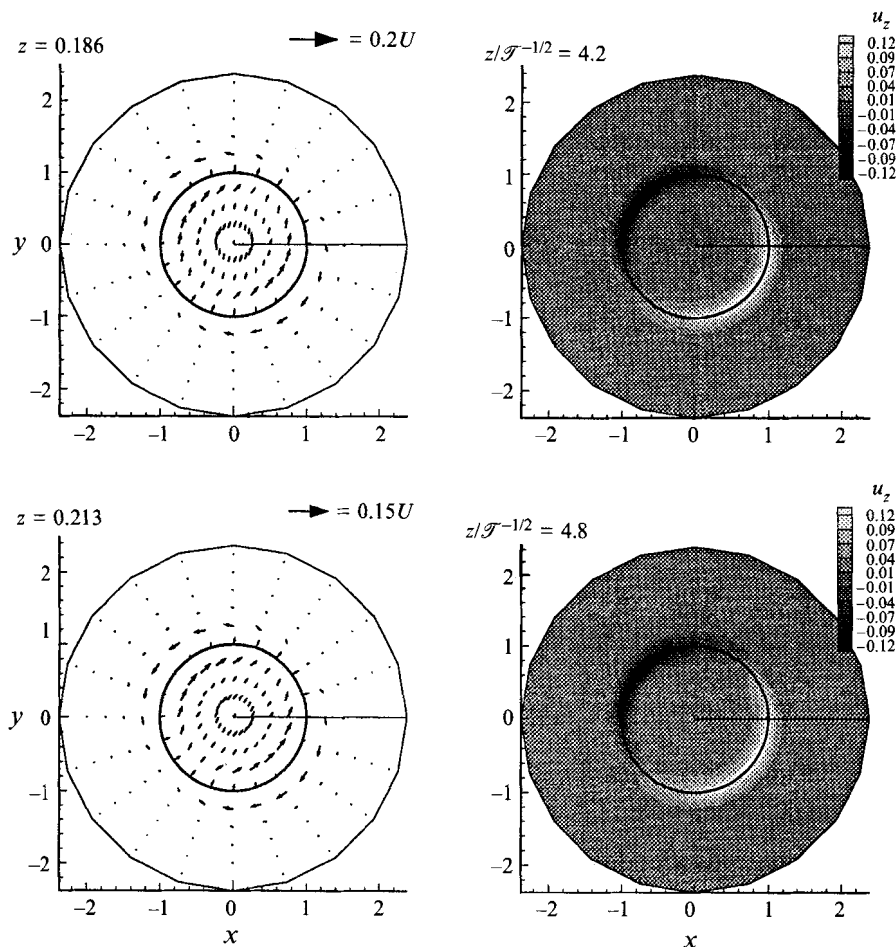 z = 0.186
= 0.2U
2
1
y 0
−1
−2
−2 −1 0 1 2
z/𝒯^{−1/2} = 4.2
u_z
0.12
0.09
0.07
0.04
0.01
−0.01
−0.04
−0.07
−0.09
−0.12
2
1
0
−1
−2
−2 −1 0 1 2
z = 0.213
= 0.15U
2
1
y 0
−1
−2
−2 −1 0 1 2
x
z/𝒯^{−1/2} = 4.8
u_z
0.12
0.09
0.07
0.04
0.01
−0.01
−0.04
−0.07
−0.09
−0.12
2
1
0
−1
−2
−2 −1 0 1 2
x